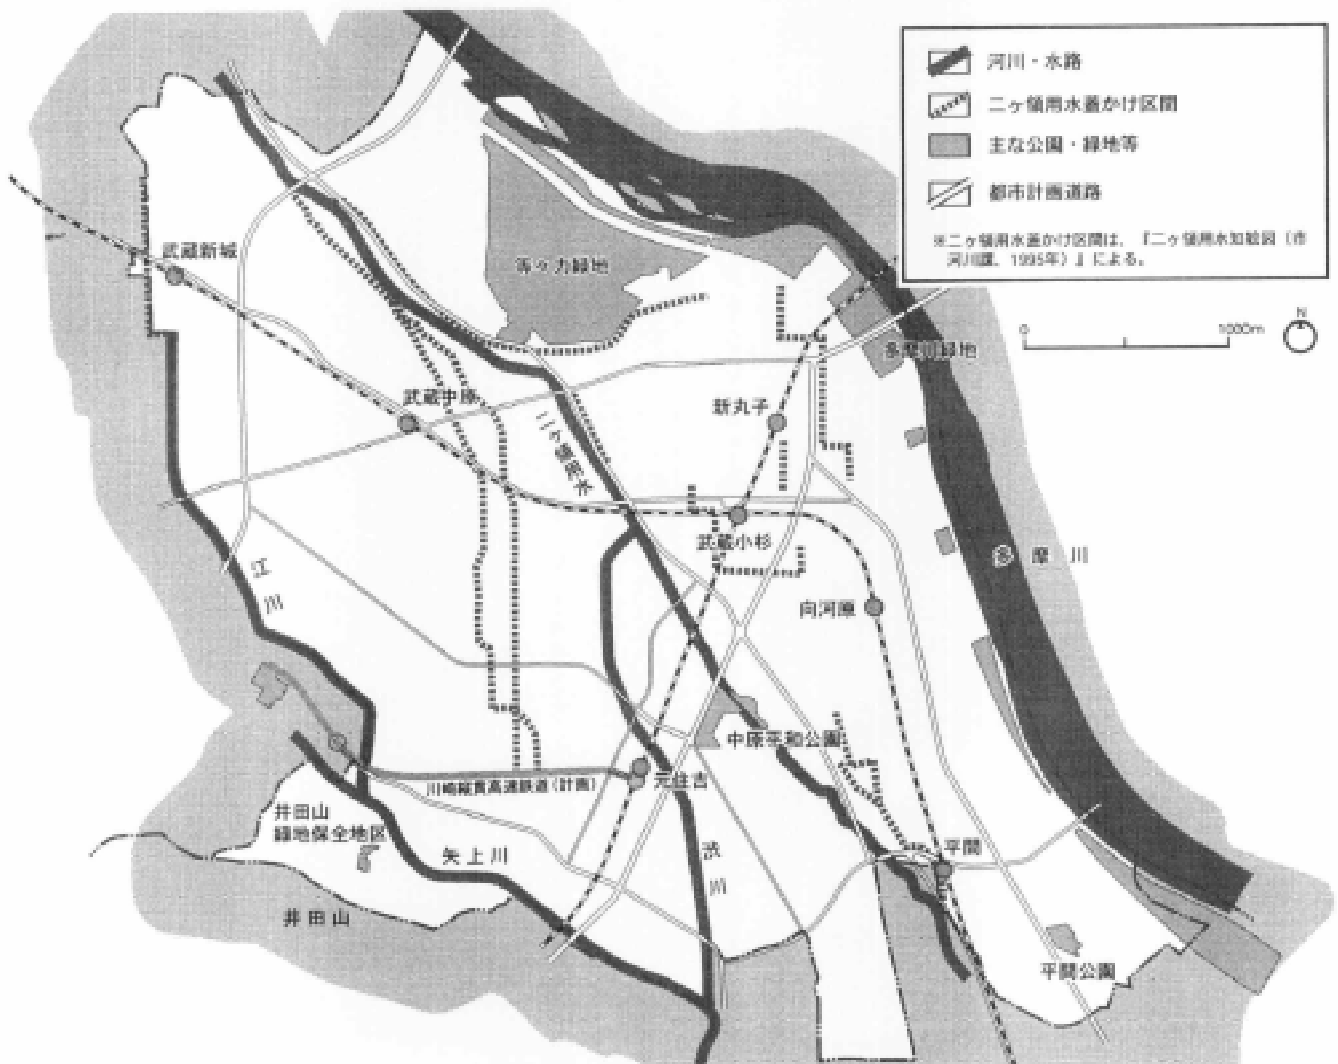 河川・水路
二ヶ領用水蓋かけ区間
主な公園・緑地等
都市計画道路
※二ヶ領用水蓋かけ区間は、『二ヶ領用水知絵図(市
河川課、1995年)』による。
0 1000m
N
武蔵新城
等々力緑地
多摩川緑地
武蔵中原
新丸子
二ヶ領用水
武蔵小杉
多摩川
江川
向河原
中原平和公園
川崎縦貫高速鉄道(計画)
元住吉
井田山
緑地保全地区
矢上川
渋川
平間
井田山
平間公園